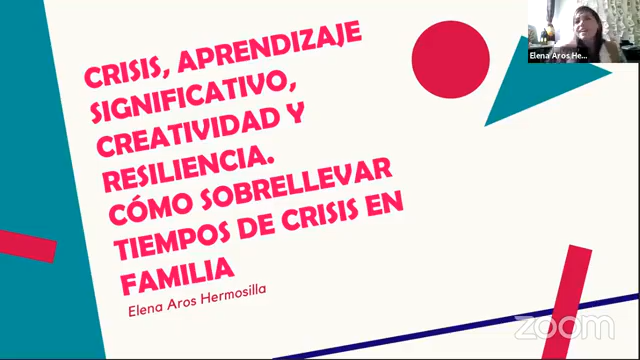 CRISIS, APRENDIZAJE
SIGNIFICATIVO,
CREATIVIDAD Y
RESILIENCIA.
CÓMO SOBRELLEVAR
TIEMPOS DE CRISIS EN
FAMILIA
Elena Aros Hermosilla
Elena Aros He...
zoom